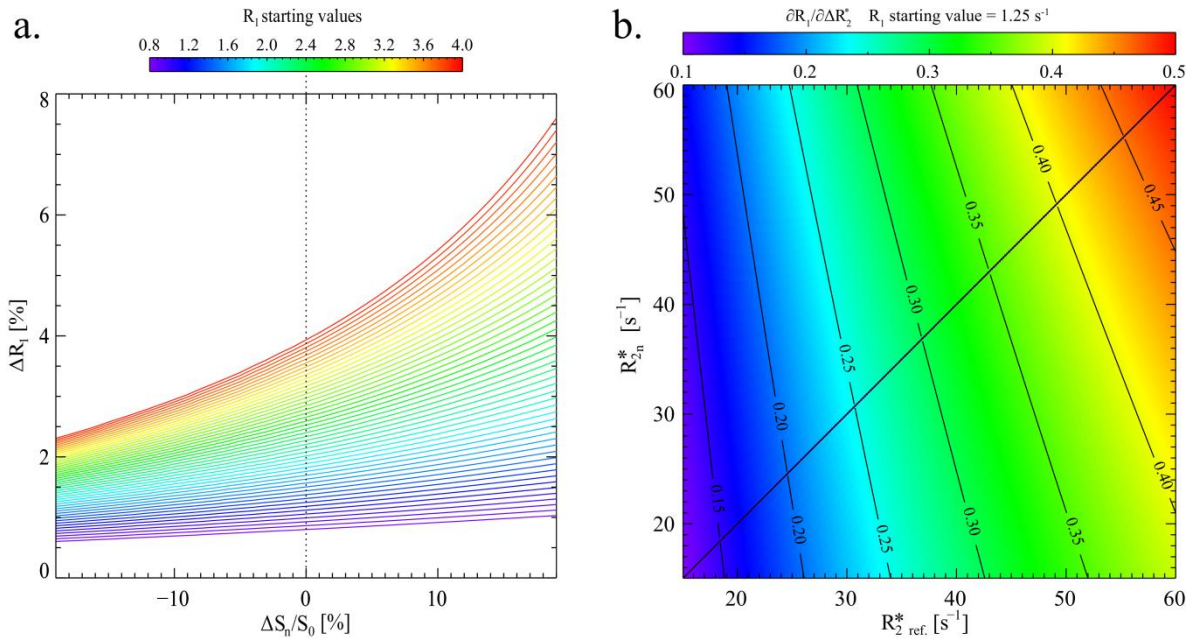 a.
R₁ starting values
0.8 1.2 1.6 2.0 2.4 2.8 3.2 3.6 4.0
8
6
4
2
0
ΔR₁ [%]
−10 0 10
ΔSₙ/S₀ [%]
b.
∂R₁/∂ΔR₂* R₁ starting value = 1.25 s⁻¹
0.1 0.2 0.3 0.4 0.5
60
50
40
30
20
R₂ₙ* [s⁻¹]
0.40
0.45
0.35
0.30
0.25
0.20
0.15
0.20
0.25
0.30
0.35
0.40
20 30 40 50 60
R₂* ref. [s⁻¹]